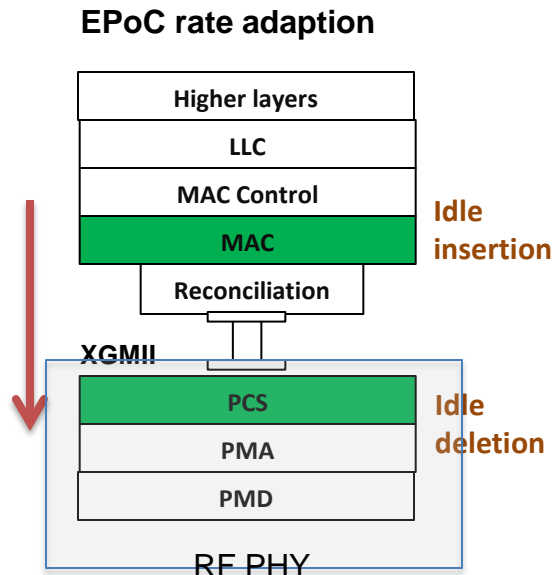 EPoC rate adaption
Higher layers
LLC
MAC Control
MAC
Idle
insertion
Reconciliation
XGMII
PCS
Idle
deletion
PMA
PMD
RF PHY